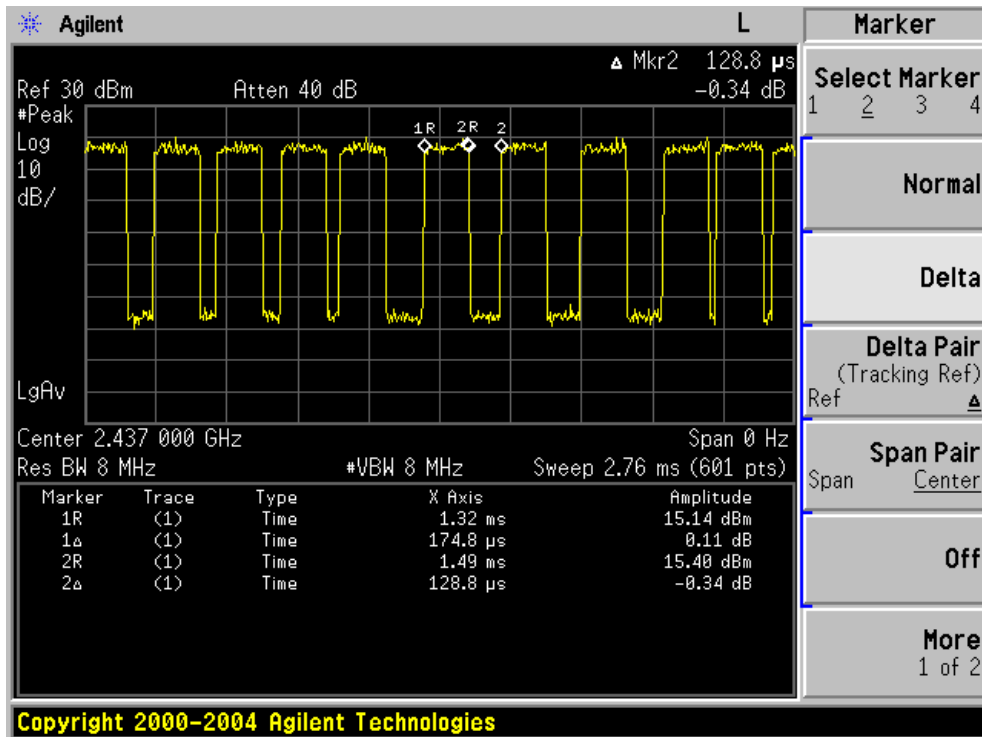 Agilent L Marker
Δ Mkr2 128.8 µs
Ref 30 dBm Atten 40 dB -0.34 dB
#Peak
Log
10
dB/
1R 2R 2
LgAv
Center 2.437 000 GHz Span 0 Hz
Res BW 8 MHz #VBW 8 MHz Sweep 2.76 ms (601 pts)
Marker Trace Type X Axis Amplitude
1R (1) Time 1.32 ms 15.14 dBm
1Δ (1) Time 174.8 µs 0.11 dB
2R (1) Time 1.49 ms 15.40 dBm
2Δ (1) Time 128.8 µs -0.34 dB
Select Marker
1 2 3 4
Normal
Delta
Delta Pair
(Tracking Ref)
Ref Δ
Span Pair
Span Center
Off
More
1 of 2
Copyright 2000-2004 Agilent Technologies